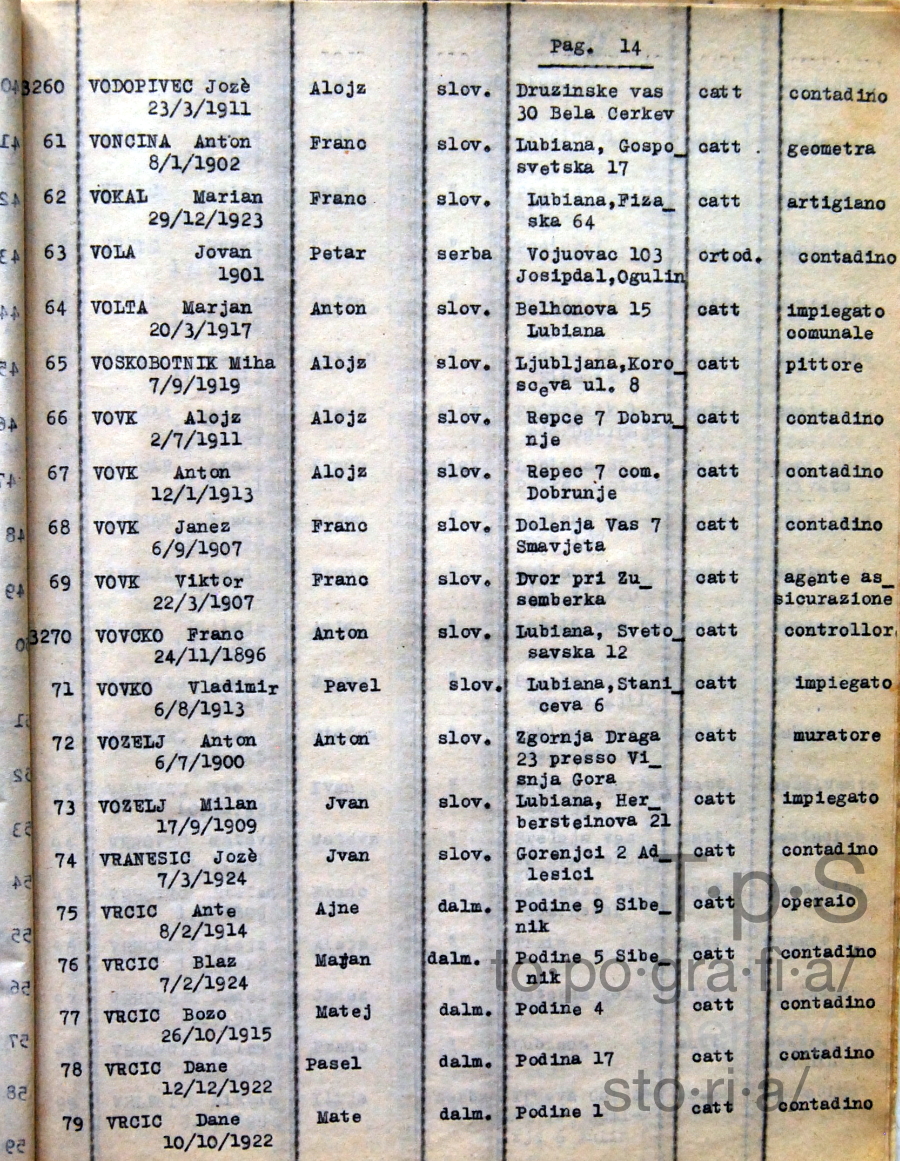 Pag. 14
3260 VODOPIVEC Jozè Alojz slov. Druzinske vas catt contadino
23/3/1911 30 Bela Cerkev
61 VONCINA Anton Franc slov. Lubiana, Gospo_ catt . geometra
8/1/1902 svetska 17
62 VOKAL Marian Franc slov. Lubiana,Fiza_ catt artigiano
29/12/1923 ska 64
63 VOLA Jovan Petar serba Vojuovac 103 ortod. contadino
1901 Josipdal,Ogulin
64 VOLTA Marjan Anton slov. Belhonova 15 catt impiegato
20/3/1917 Lubiana comunale
65 VOSKOBOTNIK Miha Alojz slov. Ljubljana,Koro_ catt pittore
7/9/1919 sceva ul. 8
66 VOVK Alojz Alojz slov. Repce 7 Dobru_ catt contadino
2/7/1911 nje
67 VOVK Anton Alojz slov. Repec 7 com. catt contadino
12/1/1913 Dobrunje
68 VOVK Janez Franc slov. Dolenja Vas 7 catt contadino
6/9/1907 Smavjeta
69 VOVK Viktor Franc slov. Dvor pri Zu_ catt agente as_
22/3/1907 semberka sicurazione
3270 VOVCKO Franc Anton slov. Lubiana, Sveto_ catt controllor
24/11/1896 savska 12
71 VOVKO Vladimir Pavel slov. Lubiana,Stani_ catt impiegato
6/8/1913 ceva 6
72 VOZELJ Anton Anton slov. Zgornja Draga catt muratore
6/7/1900 23 presso Vi_
snja Gora
73 VOZELJ Milan Jvan slov. Lubiana, Her_ catt impiegato
17/9/1909 bersteinova 21
74 VRANESIC Jozè Jvan slov. Gorenjci 2 Ad_ catt contadino
7/3/1924 lesici
75 VRCIC Ante Ajne dalm. Podine 9 Sibe_ catt operaio
8/2/1914 nik
76 VRCIC Blaz dalm. Podine 5 Sibe_ catt contadino
7/2/1924 nik
77 VRCIC Bozo Matej dalm. Podine 4 catt contadino
26/10/1915
78 VRCIC Dane Pasel dalm. Podina 17 catt contadino
12/12/1922
79 VRCIC Dane Mate dalm. Podine 1 catt contadino
10/10/1922
T·p·S
to·po·gra·fi·a/
sto·ri·a/